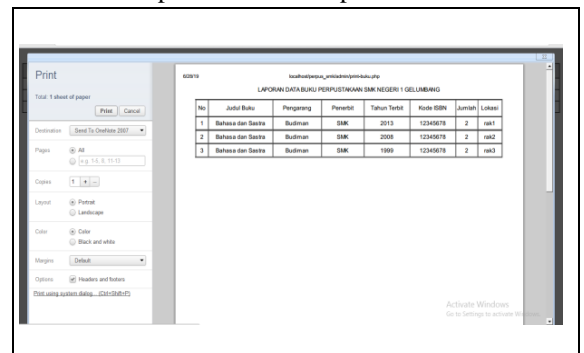 Print
Total: 1 sheet of paper
Print Cancel
Destination Send To OneNote 2007
Pages All
e.g. 1-5, 8, 11-13
Copies 1 + -
Layout Portrait
Landscape
Color Color
Black and white
Margins Default
Options Headers and footers
Print using system dialog... (Ctrl+Shift+P)
localhost/perpus_smk/admin/print-buku.php
LAPORAN DATA BUKU PERPUSTAKAAN SMK NEGERI 1 GELUMBANG
No Judul Buku Pengarang Penerbit Tahun Terbit Kode ISBN Jumlah Lokasi
1 Bahasa dan Sastra Budiman SMK 2013 12345678 2 rak1
2 Bahasa dan Sastra Budiman SMK 2008 12345678 2 rak2
3 Bahasa dan Sastra Budiman SMK 1999 12345678 2 rak3
Activate Windows
Go to Settings to activate Windows.